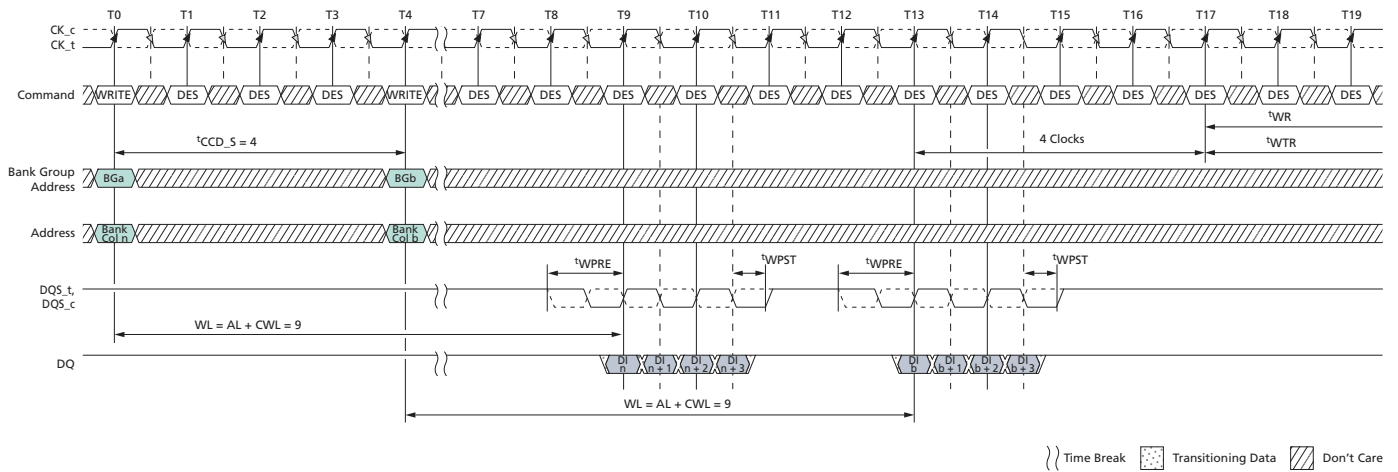 T0 T1 T2 T3 T4 T7 T8 T9 T10 T11 T12 T13 T14 T15 T16 T17 T18 T19
CK_c
CK_t
Command WRITE DES DES DES WRITE DES DES DES DES DES DES DES DES DES DES DES DES DES
tWR
tCCD_S = 4 4 Clocks tWTR
Bank Group
Address BGa BGb
Address Bank
Col n Bank
Col b
tWPRE tWPST tWPRE tWPST
DQS_t,
DQS_c
WL = AL + CWL = 9
DQ DI
n DI
n + 1 DI
n + 2 DI
n + 3 DI
b DI
b + 1 DI
b + 2 DI
b + 3
WL = AL + CWL = 9
Time Break Transitioning Data Don't Care